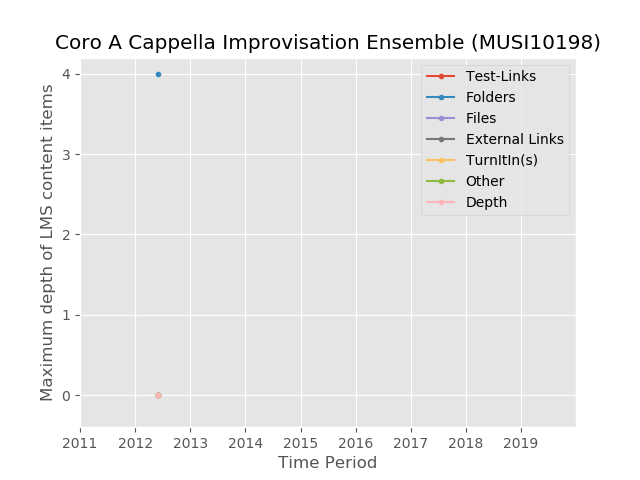 Coro A Cappella Improvisation Ensemble (MUSI10198)
Maximum depth of LMS content items
4
3
2
1
0
Test-Links
Folders
Files
External Links
TurnItIn(s)
Other
Depth
2011 2012 2013 2014 2015 2016 2017 2018 2019
Time Period